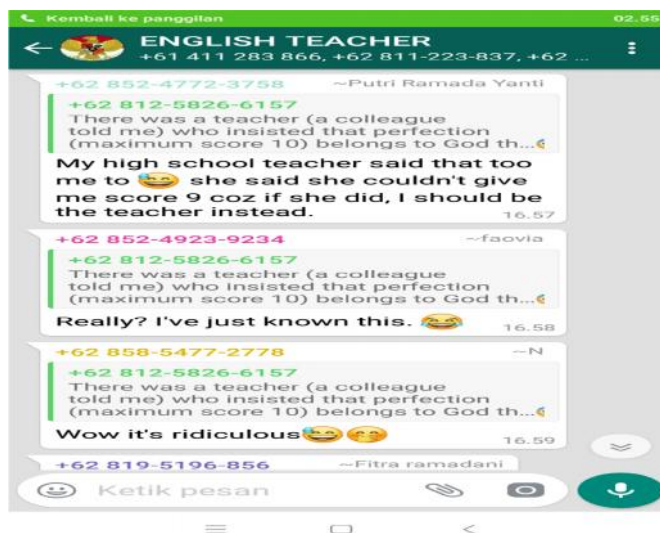 Kembali ke panggilan 02.55
ENGLISH TEACHER
+61 411 283 866, +62 811-223-837, +62 ...
+62 852-4772-3758 ~Putri Ramada Yanti
+62 812-5826-6157
There was a teacher (a colleague
told me) who insisted that perfection
(maximum score 10) belongs to God th...
My high school teacher said that too
me to 😅 she said she couldn't give
me score 9 coz if she did, I should be
the teacher instead. 16.57
+62 852-4923-9234 ~faovia
+62 812-5826-6157
There was a teacher (a colleague
told me) who insisted that perfection
(maximum score 10) belongs to God th...
Really? I've just known this. 😂 16.58
+62 858-5477-2778 ~N
+62 812-5826-6157
There was a teacher (a colleague
told me) who insisted that perfection
(maximum score 10) belongs to God th...
Wow it's ridiculous😅🤭 16.59
+62 819-5196-856 ~Fitra ramadani
Ketik pesan